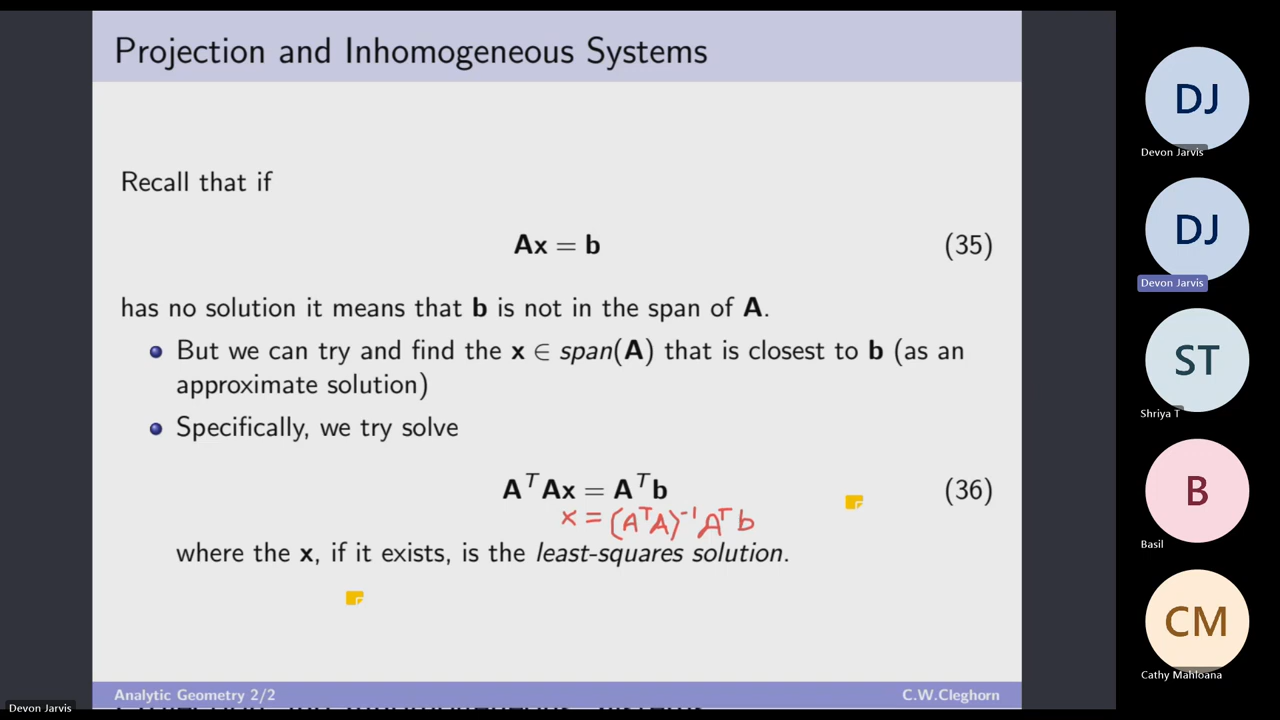 Projection and Inhomogeneous Systems
Recall that if
Ax = b (35)
has no solution it means that b is not in the span of A.
But we can try and find the x ∈ span(A) that is closest to b (as an
approximate solution)
Specifically, we try solve
AᵀAx = Aᵀb (36)
x = (AᵀA)⁻¹Aᵀb
where the x, if it exists, is the least-squares solution.
Analytic Geometry 2/2 C.W.Cleghorn
Devon Jarvis
DJ
Devon Jarvis
DJ
Devon Jarvis
ST
Shriya T
B
Basil
CM
Cathy Mahloana